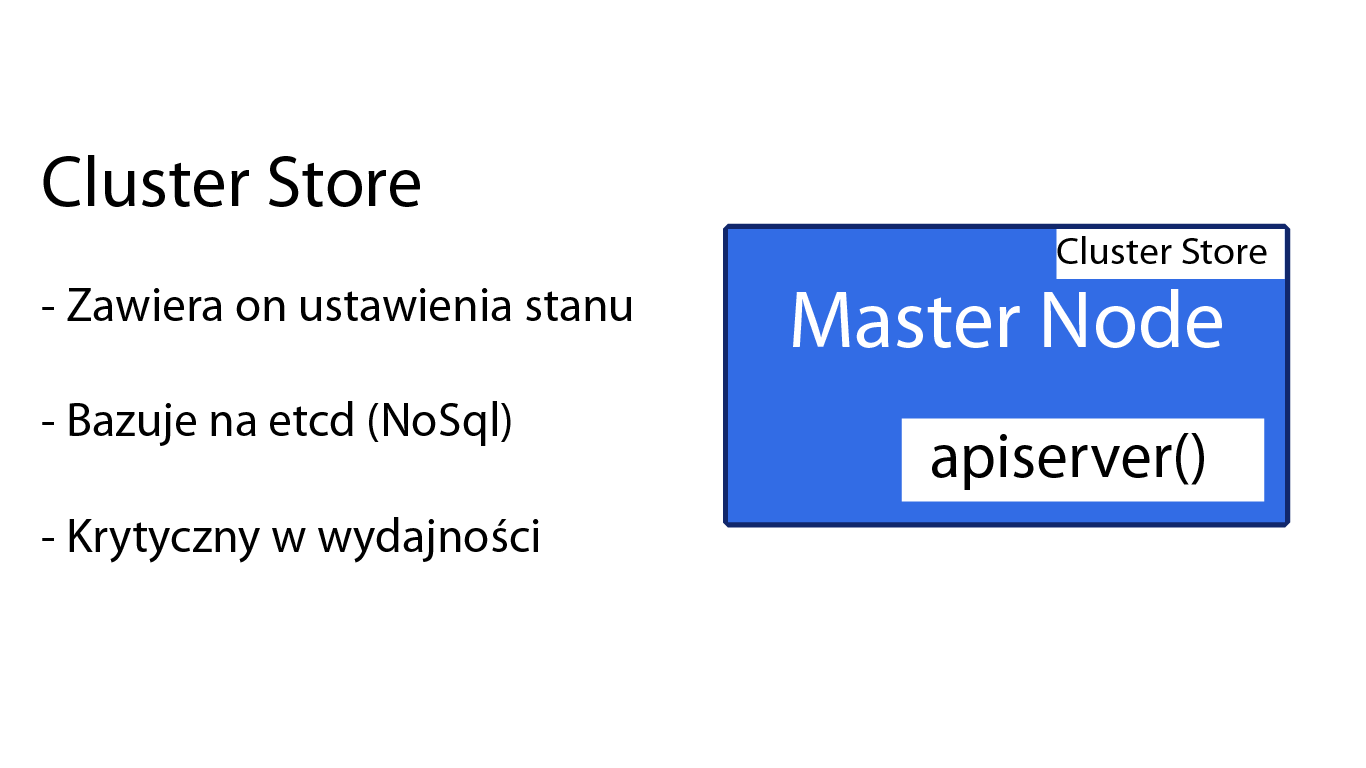 Cluster Store
- Zawiera on ustawienia stanu
- Bazuje na etcd (NoSql)
- Krytyczny w wydajności
Cluster Store
Master Node
apiserver()